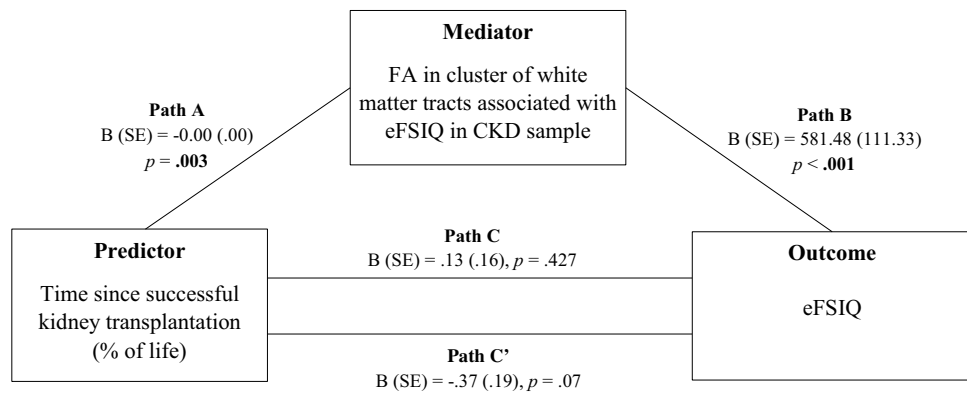 Mediator
FA in cluster of white
matter tracts associated with
eFSIQ in CKD sample
Path A
B (SE) = -0.00 (.00)
p = .003
Path B
B (SE) = 581.48 (111.33)
p < .001
Predictor
Time since successful
kidney transplantation
(% of life)
Path C
B (SE) = .13 (.16), p = .427
Path C’
B (SE) = -.37 (.19), p = .07
Outcome
eFSIQ